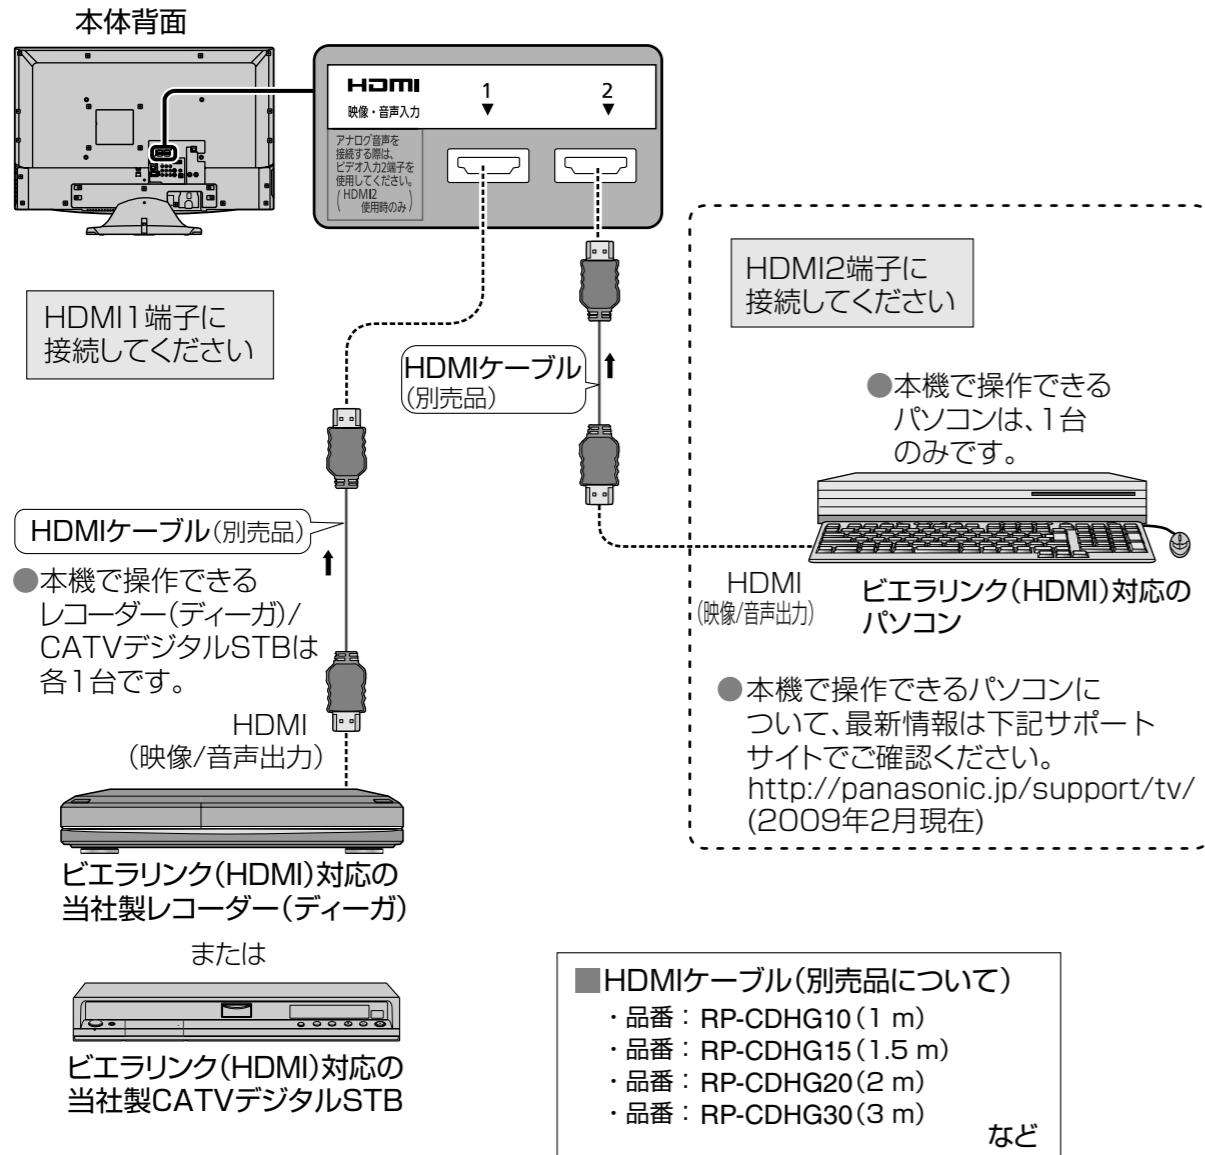 本体背面
HDMI
映像・音声入力
1
2
アナログ音声を
接続する際は、
ビデオ入力2端子を
使用してください。
(HDMI2
使用時のみ)
HDMI1端子に
接続してください
HDMI2端子に
接続してください
HDMIケーブル
(別売品)
●本機で操作できる
パソコンは、1台
のみです。
HDMIケーブル(別売品)
●本機で操作できる
レコーダー(ディーガ)/
CATVデジタルSTBは
各1台です。
HDMI
(映像/音声出力)
HDMI
(映像/音声出力)
ビエラリンク(HDMI)対応の
パソコン
●本機で操作できるパソコンに
ついて、最新情報は下記サポート
サイトでご確認ください。
http://panasonic.jp/support/tv/
(2009年2月現在)
ビエラリンク(HDMI)対応の
当社製レコーダー(ディーガ)
または
ビエラリンク(HDMI)対応の
当社製CATVデジタルSTB
■HDMIケーブル(別売品について)
・品番：RP-CDHG10(1 m)
・品番：RP-CDHG15(1.5 m)
・品番：RP-CDHG20(2 m)
・品番：RP-CDHG30(3 m)
など